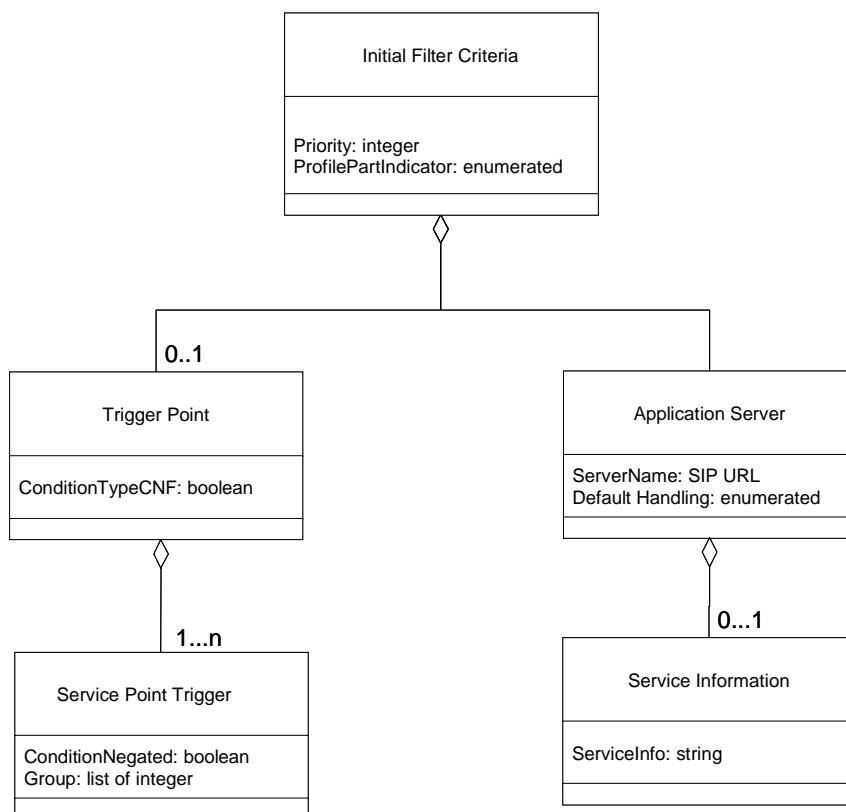 Initial Filter Criteria
Priority: integer
ProfilePartIndicator: enumerated
0..1
Trigger Point
ConditionTypeCNF: boolean
Application Server
ServerName: SIP URL
Default Handling: enumerated
1...n
Service Point Trigger
ConditionNegated: boolean
Group: list of integer
0...1
Service Information
ServiceInfo: string